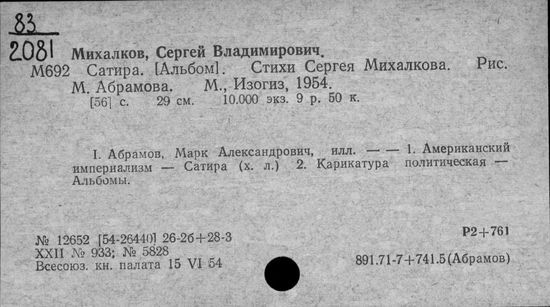 83
2081
Михалков, Сергей Владимирович.
М692 Сатира. [Альбом]. Стихи Сергея Михалкова. Рис.
М. Абрамова. М., Изогиз, 1954.
[56] с. 29 см. 10.000 экз. 9 р. 50 к.
I. Абрамов, Марк Александрович, илл. — — 1. Американский
империализм — Сатира (х. л.) 2. Карикатура политическая —
Альбомы.
Р2+761
№ 12652 [54-26440] 26-2б+28-3
XXII № 933; № 5828
Всесоюз. кн. палата 15 VI 54
891.71-7+741.5 (Абрамов)